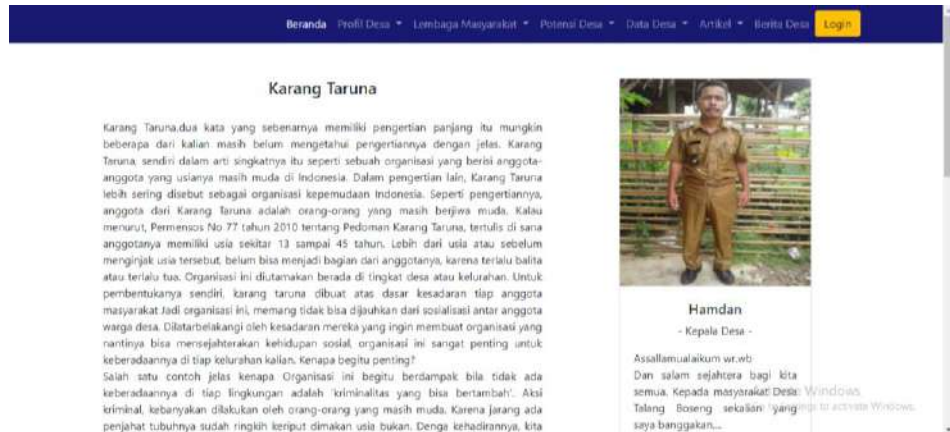 Beranda Profil Desa Lembaga Masyarakat Potensi Desa Data Desa Artikel Berita Desa Login
Karang Taruna
Karang Taruna,dua kata yang sebenarnya memiliki pengertian panjang itu mungkin
beberapa dari kalian masih belum mengetahui pengertiannya dengan jelas. Karang
Taruna, sendiri dalam arti singkatnya itu seperti sebuah organisasi yang berisi anggota-
anggota yang usianya masih muda di Indonesia. Dalam pengertian lain, Karang Taruna
lebih sering disebut sebagai organisasi kepemudaan Indonesia. Seperti pengertiannya,
anggota dari Karang Taruna adalah orang-orang yang masih berjiwa muda. Kalau
menurut, Permensos No 77 tahun 2010 tentang Pedoman Karang Taruna, tertulis di sana
anggotanya memiliki usia sekitar 13 sampai 45 tahun. Lebih dari usia atau sebelum
menginjak usia tersebut, belum bisa menjadi bagian dari anggotanya, karena terlalu balita
atau terlalu tua. Organisasi ini diutamakan berada di tingkat desa atau kelurahan. Untuk
pembentukanya sendiri, karang taruna dibuat atas dasar kesadaran tiap anggota
masyarakat Jadi organisasi ini, memang tidak bisa dijauhkan dari sosialisasi antar anggota
warga desa. Dilatarbelakangi oleh kesadaran mereka yang ingin membuat organisasi yang
nantinya bisa mensejahterakan kehidupan sosial, organisasi ini sangat penting untuk
keberadaannya di tiap kelurahan kalian. Kenapa begitu penting?
Salah satu contoh jelas kenapa Organisasi ini begitu berdampak bila tidak ada
keberadaannya di tiap lingkungan adalah 'kriminalitas yang bisa bertambah'. Aksi
kriminal, kebanyakan dilakukan oleh orang-orang yang masih muda. Karena jarang ada
penjahat tubuhnya sudah ringkih keriput dimakan usia bukan. Denga kehadirannya, kita
Hamdan
- Kepala Desa -
Assallamualaikum wr.wb
Dan salam sejahtera bagi kita
semua. Kepada masyarakat Desa
Talang Boseng sekalian yang
saya banggakan,...
Windows
to activate Windows.